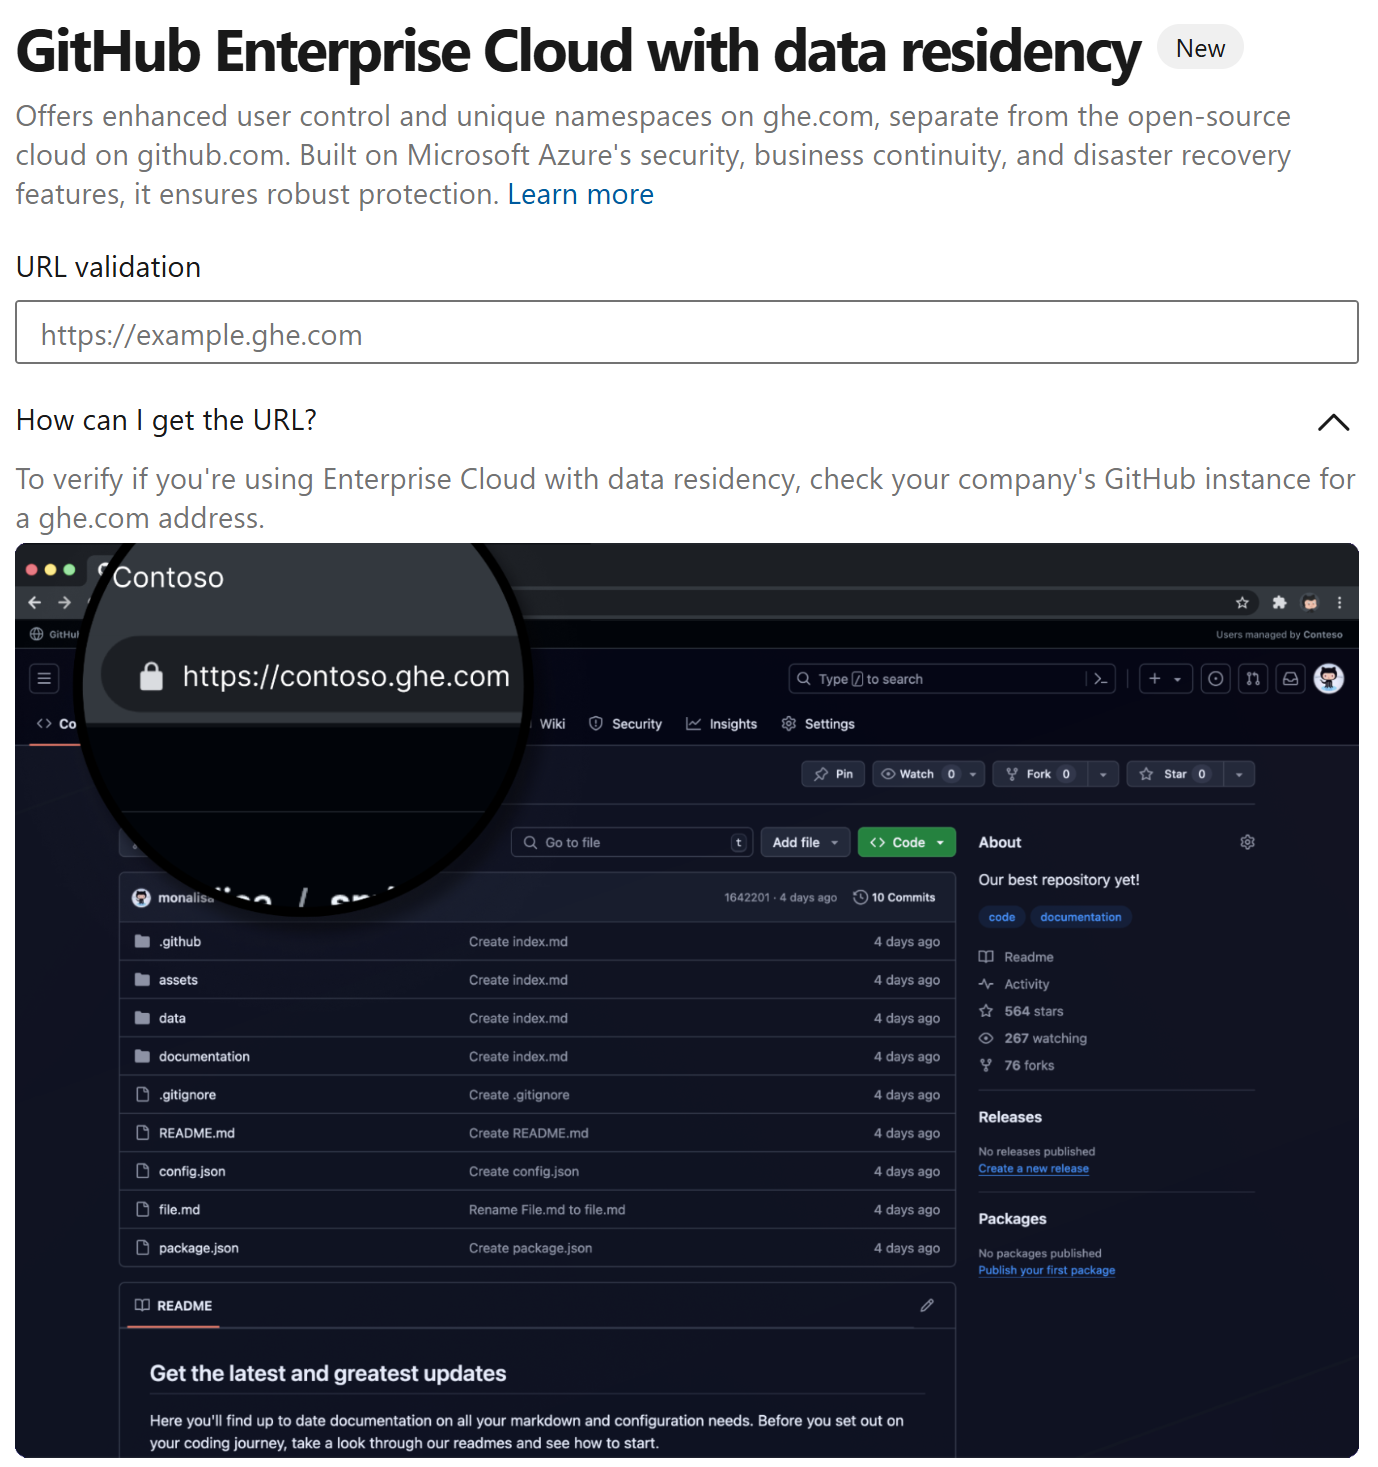 GitHub Enterprise Cloud with data residency New
Offers enhanced user control and unique namespaces on ghe.com, separate from the open-source
cloud on github.com. Built on Microsoft Azure's security, business continuity, and disaster recovery
features, it ensures robust protection. Learn more
URL validation
https://example.ghe.com
How can I get the URL?
To verify if you're using Enterprise Cloud with data residency, check your company's GitHub instance for
a ghe.com address.
Contoso
https://contoso.ghe.com
Users managed by Conteso
Type / to search
Wiki Security Insights Settings
Pin Watch 0 Fork 0 Star 0
Go to file t Add file Code
About
Our best repository yet!
code documentation
Readme
Activity
564 stars
267 watching
76 forks
Releases
No releases published
Create a new release
Packages
No packages published
Publish your first package
monalisa 1642201 · 4 days ago 10 Commits
.github Create index.md 4 days ago
assets Create index.md 4 days ago
data Create index.md 4 days ago
documentation Create index.md 4 days ago
.gitignore Create .gitignore 4 days ago
README.md Create README.md 4 days ago
config.json Create config.json 4 days ago
file.md Rename File.md to file.md 4 days ago
package.json Create package.json 4 days ago
README
Get the latest and greatest updates
Here you'll find up to date documentation on all your markdown and configuration needs. Before you set out on
your coding journey, take a look through our readmes and see how to start.